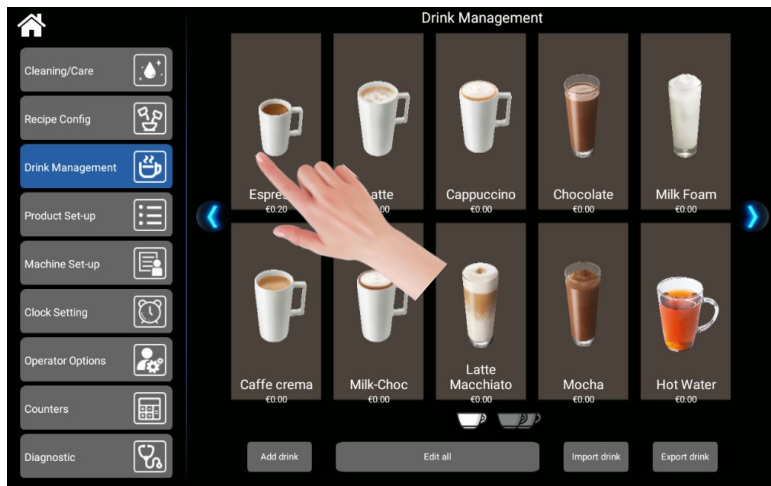 Drink Management
Cleaning/Care
Recipe Config
Drink Management
Product Set-up
Machine Set-up
Clock Setting
Operator Options
Counters
Diagnostic
Cappuccino
Chocolate
Milk Foam
€0.20
€0.00
€0.00
€0.00
Caffe crema
Milk-Choc
Latte
Macchiato
Mocha
Hot Water
€0.00
€0.00
€0.00
€0.00
€0.00
Add drink
Edit all
Import drink
Export drink